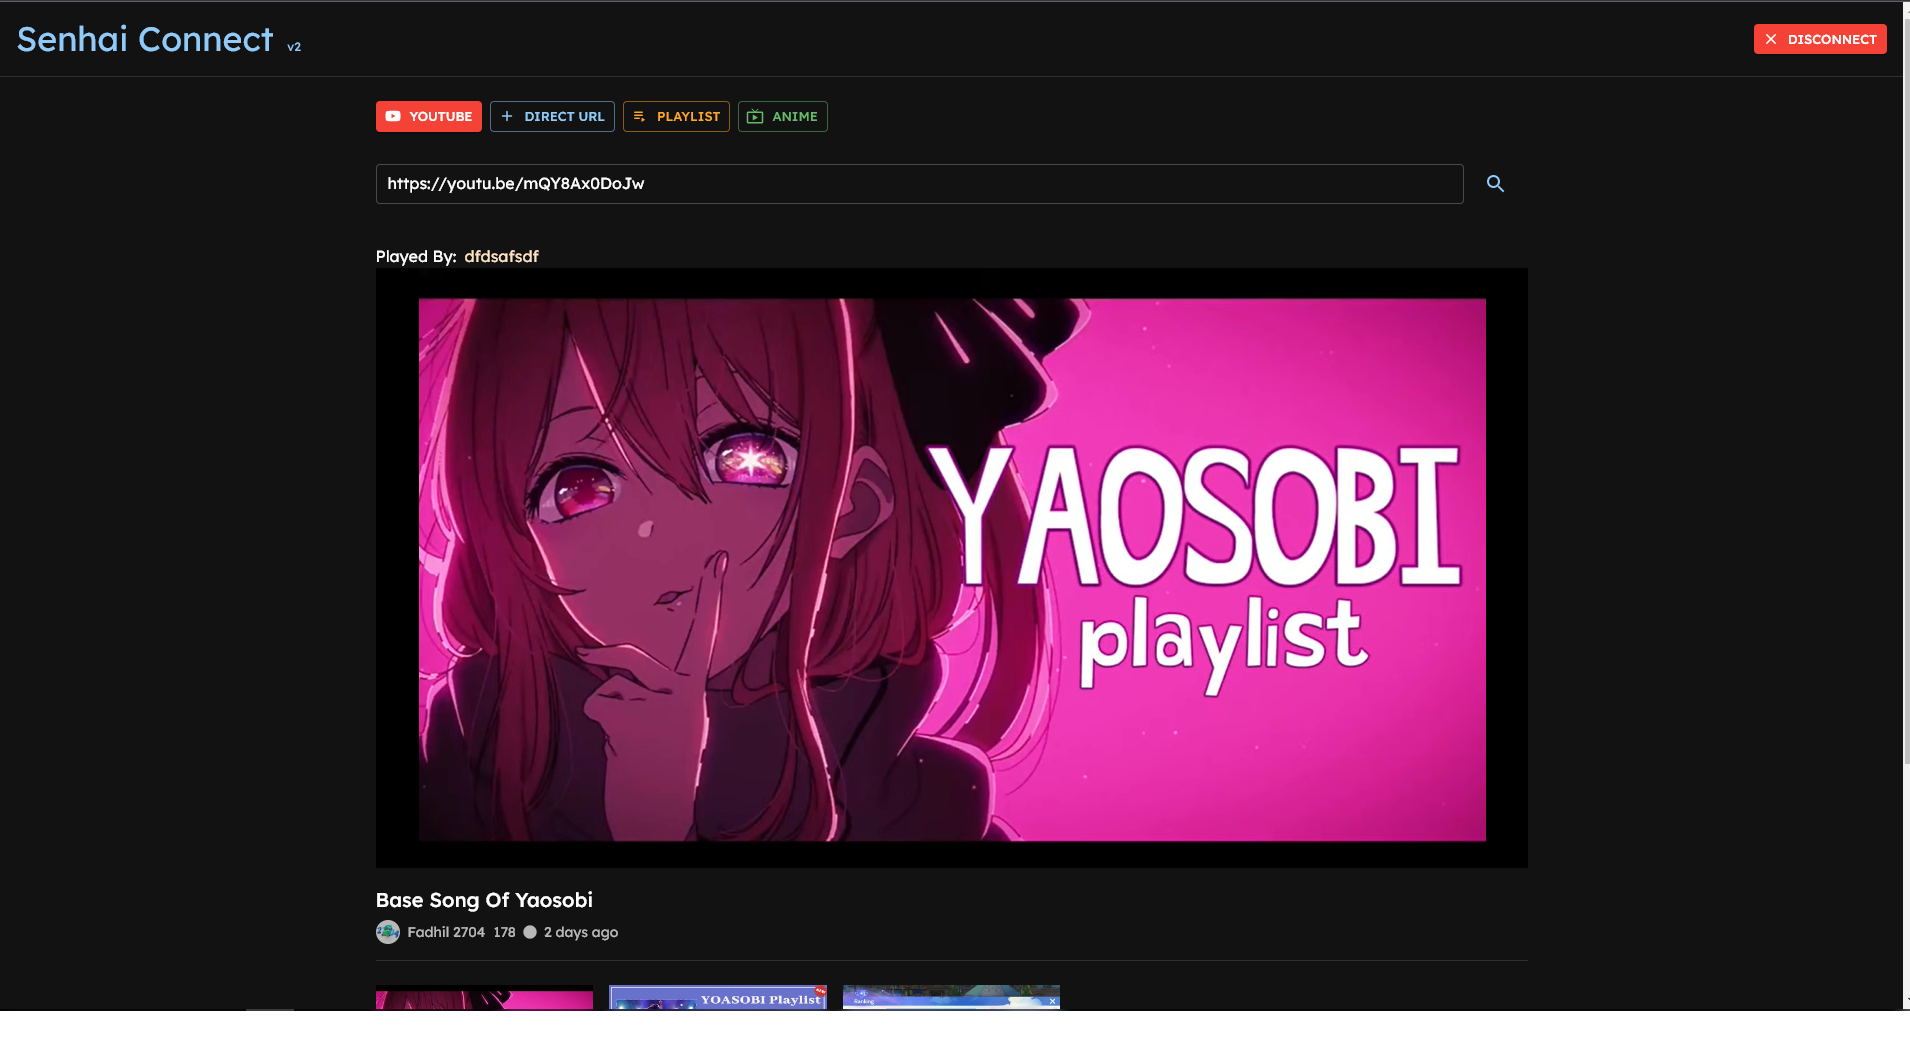 Senhai Connect v2
DISCONNECT
YOUTUBE
DIRECT URL
PLAYLIST
ANIME
https://youtu.be/mQY8Ax0DoJw
Played By: dfdsafsdf
YAOSOBI
playlist
Base Song Of Yaosobi
Fadhil 2704 178 2 days ago
YOASOBI Playlist
Ranking